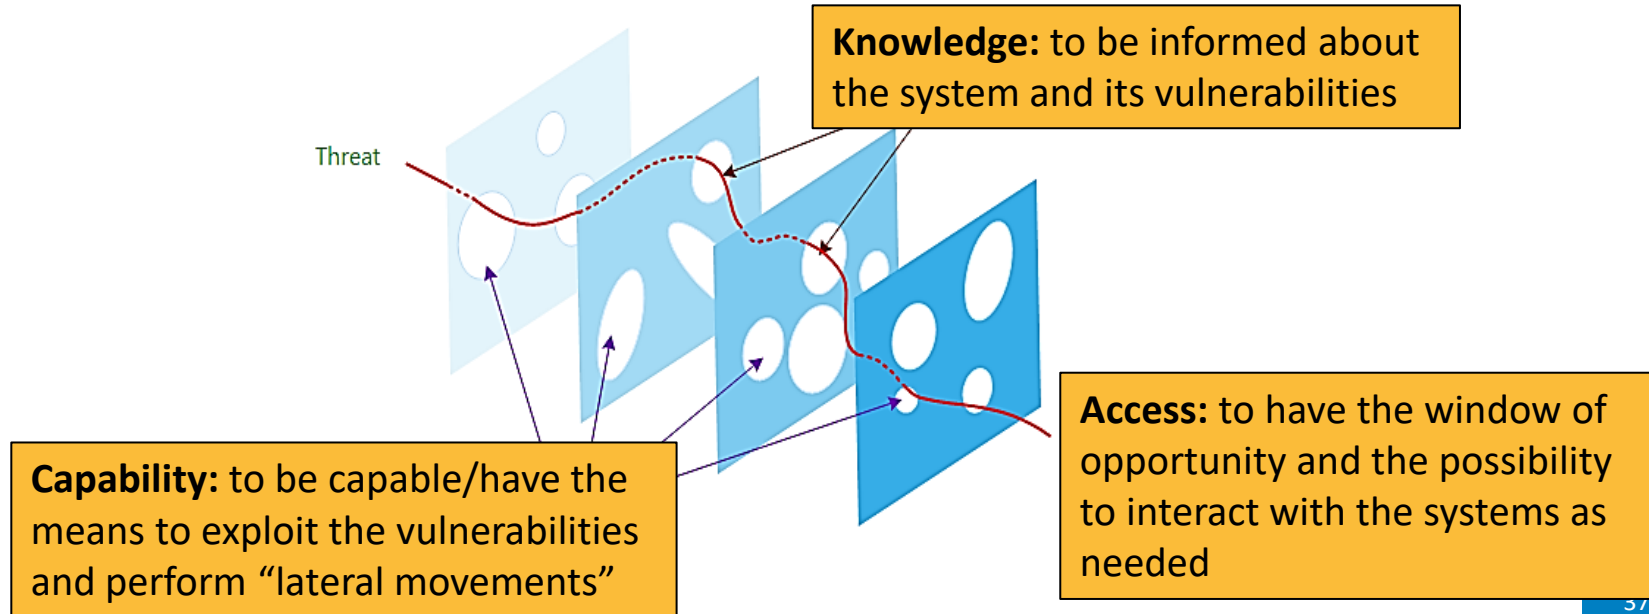 Knowledge: to be informed about
the system and its vulnerabilities
Threat
Capability: to be capable/have the
means to exploit the vulnerabilities
and perform “lateral movements”
Access: to have the window of
opportunity and the possibility
to interact with the systems as
needed
37